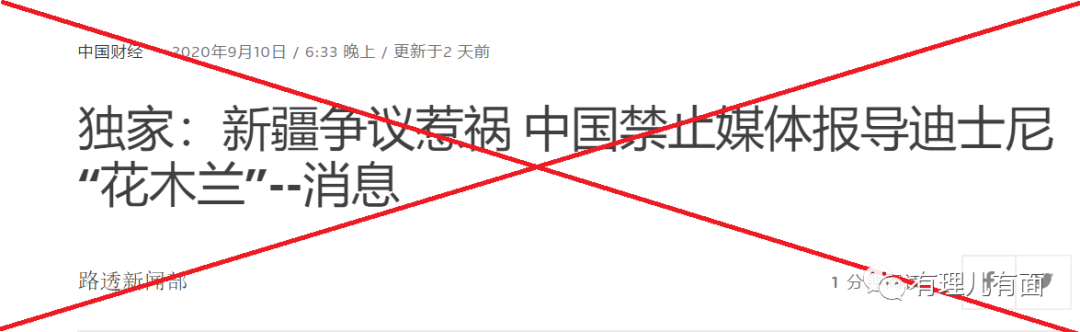 中国财经 2020年9月10日 / 6:33 晚上 / 更新于2 天前
独家：新疆争议惹祸 中国禁止媒体报导迪士尼
“花木兰”--消息
路透新闻部
1 分
有理儿有面